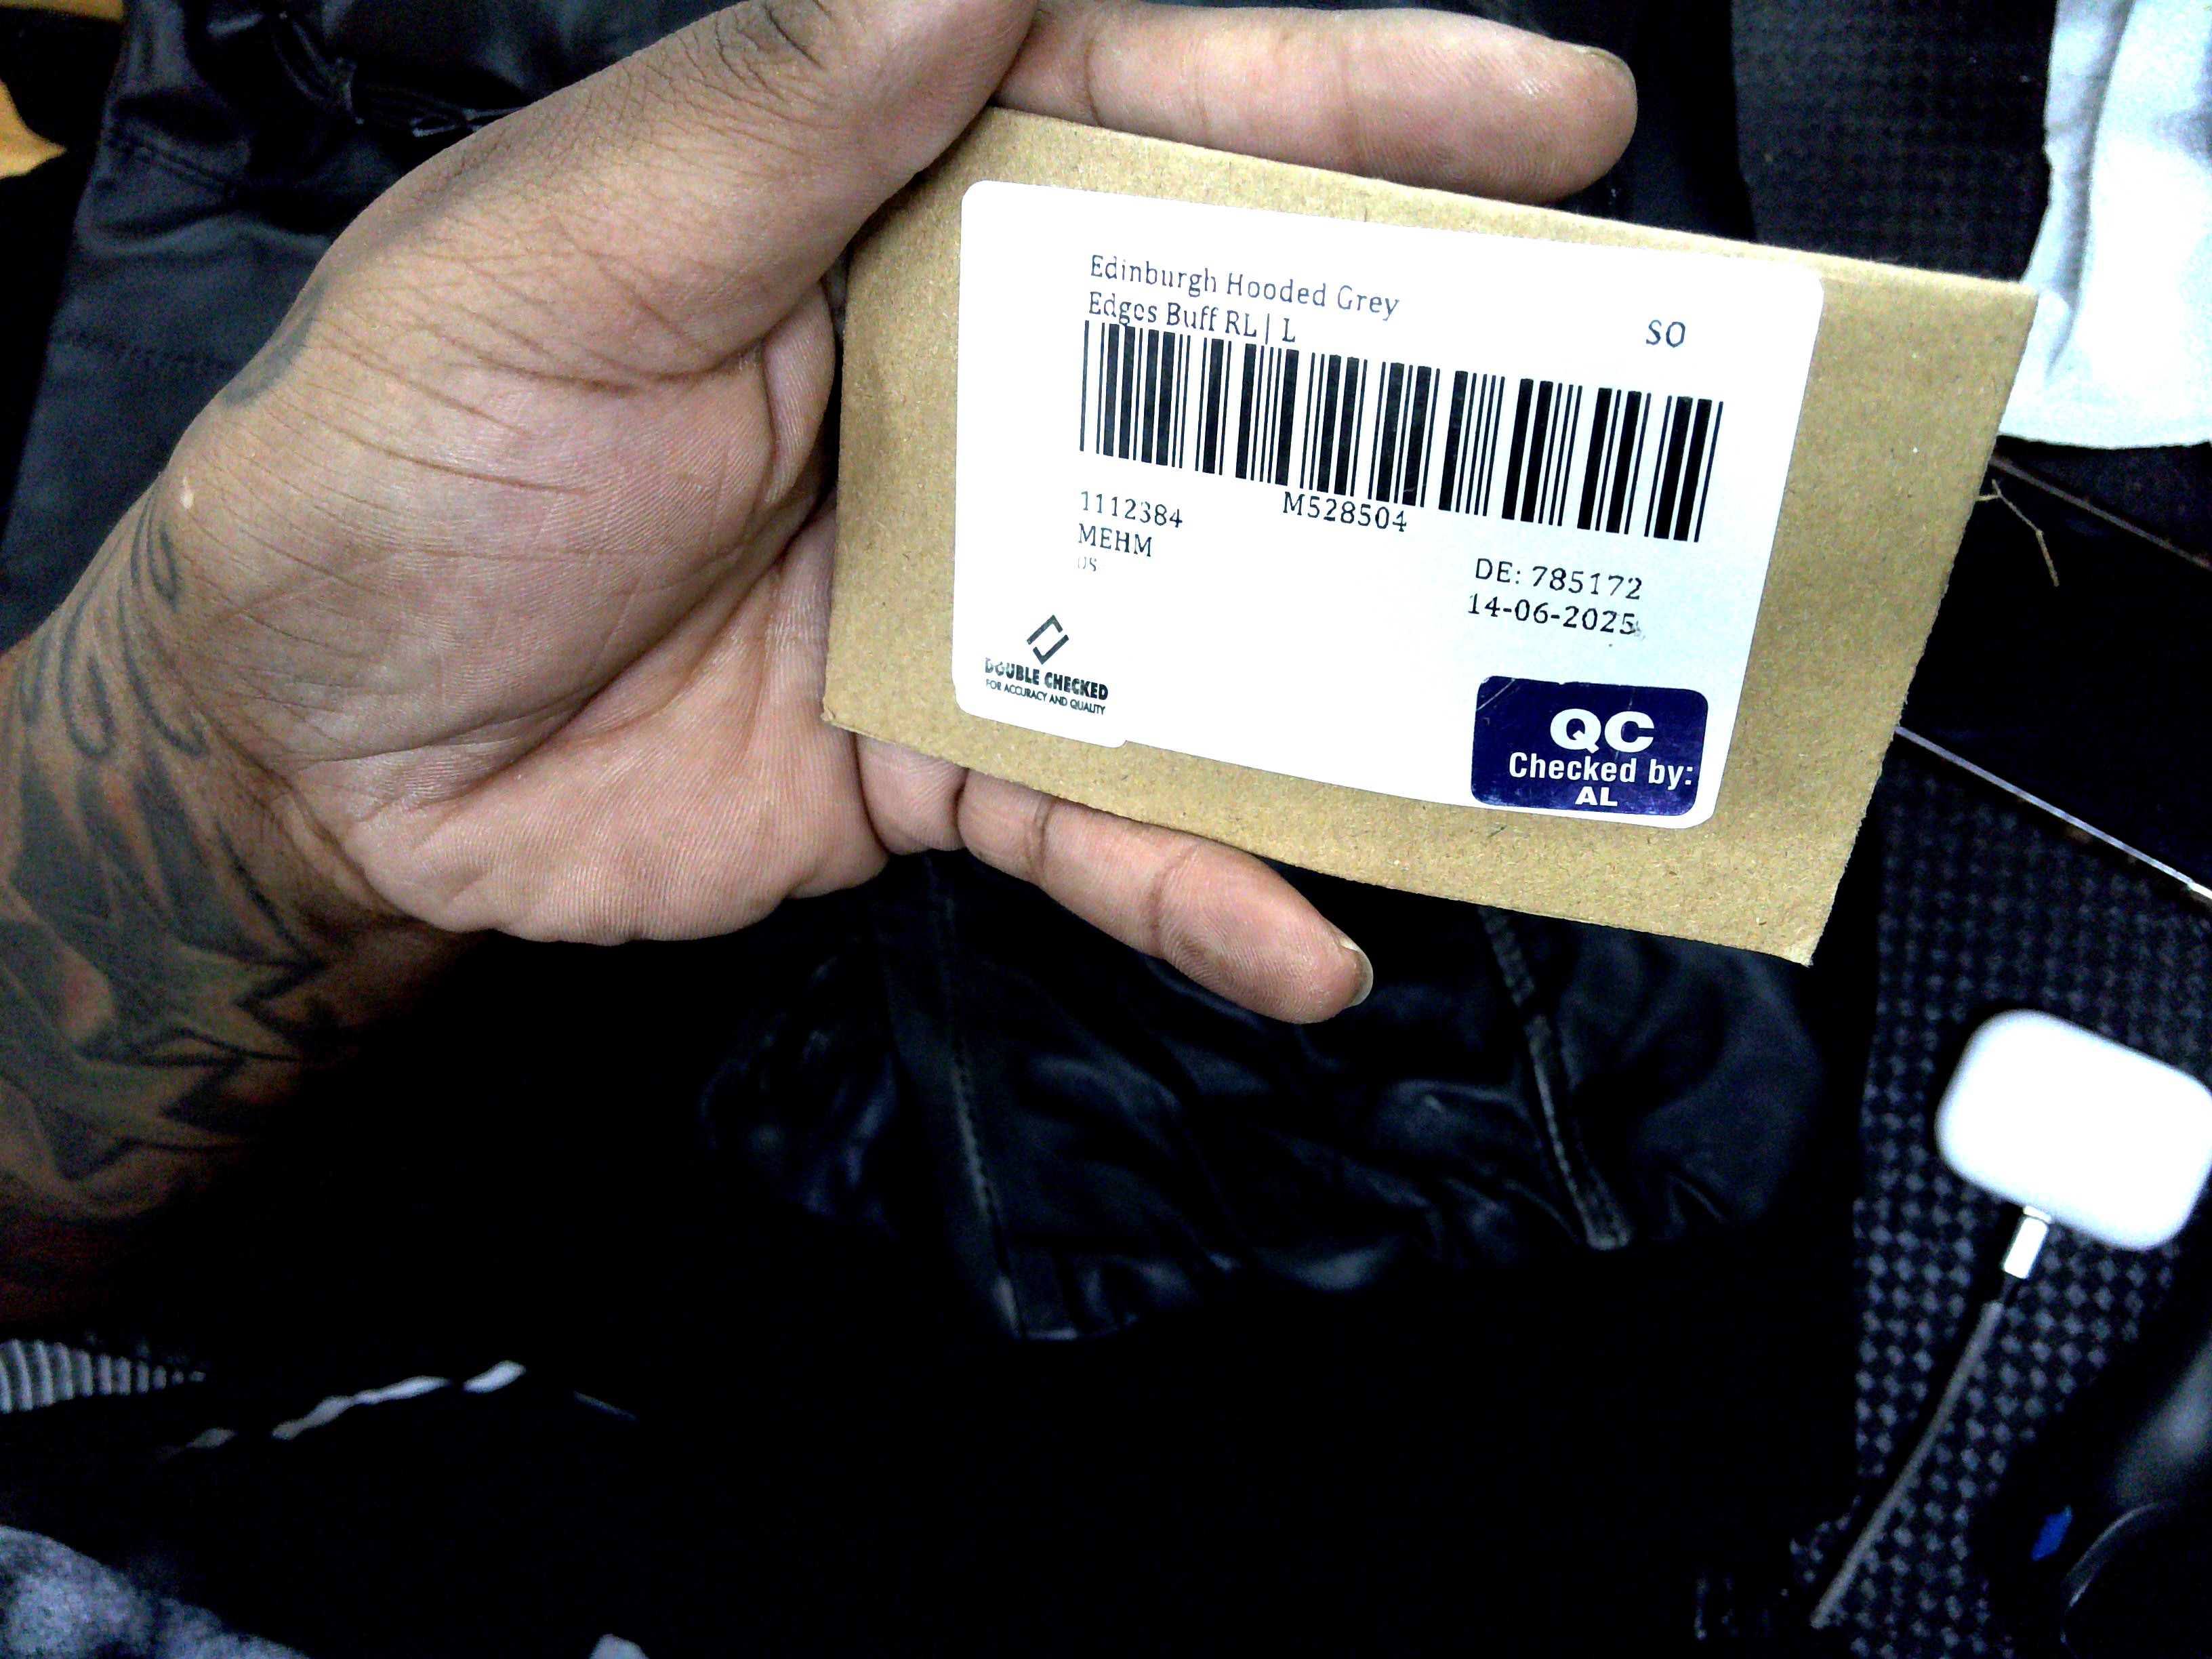 Edinburgh Hooded Grey
Edges Buff RL | L
SO
M528504
1112384
MEHM
DS
DE: 785172
14-06-2025
DOUBLE CHECKED
FOR ACCURACY AND QUALITY
QC
Checked by:
AL